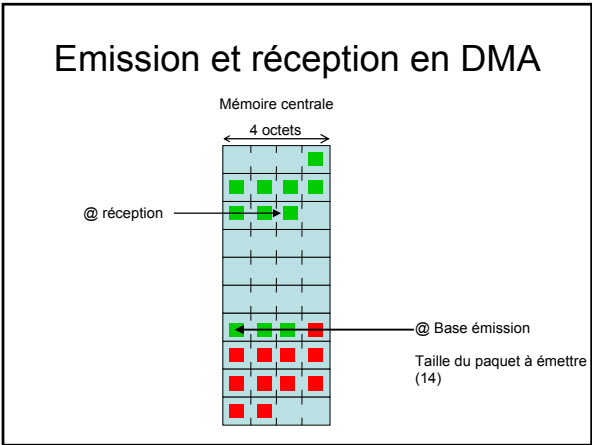 Emission et réception en DMA
Mémoire centrale
4 octets
@ réception
@ Base émission
Taille du paquet à émettre
(14)